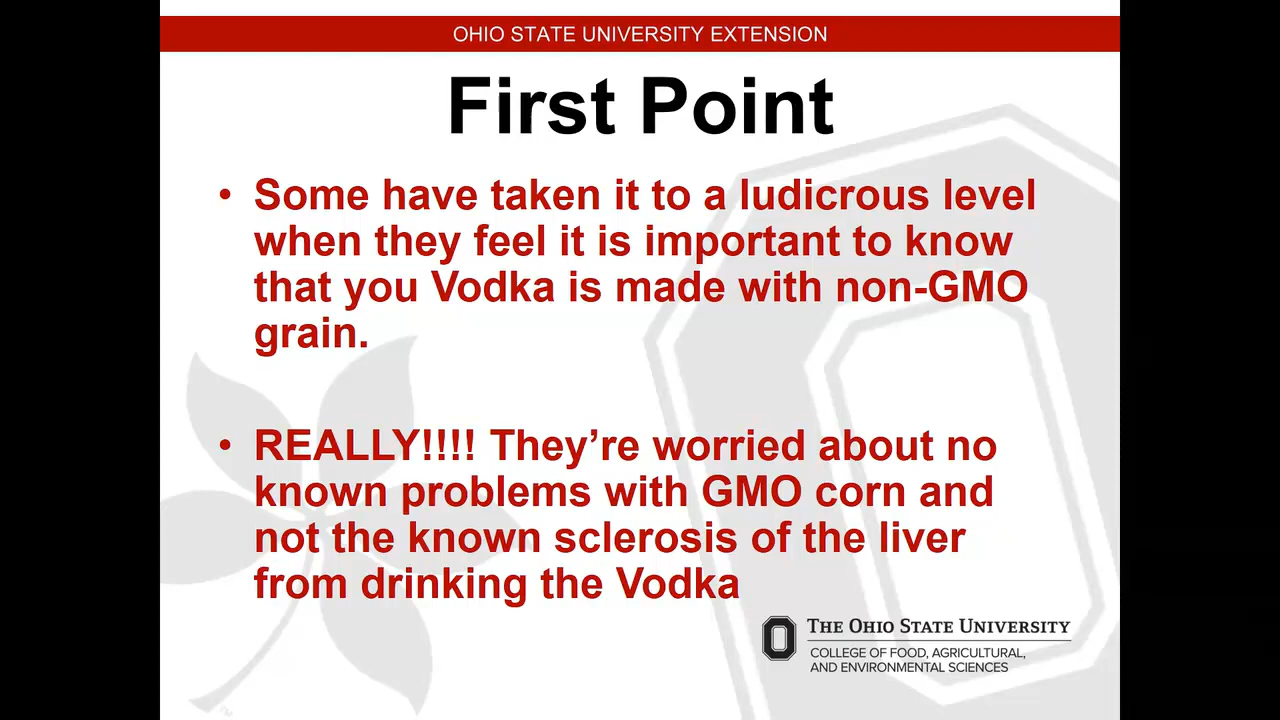 OHIO STATE UNIVERSITY EXTENSION
First Point
• Some have taken it to a ludicrous level
when they feel it is important to know
that you Vodka is made with non-GMO
grain.
• REALLY!!!! They’re worried about no
known problems with GMO corn and
not the known sclerosis of the liver
from drinking the Vodka
THE OHIO STATE UNIVERSITY
COLLEGE OF FOOD, AGRICULTURAL,
AND ENVIRONMENTAL SCIENCES
TM